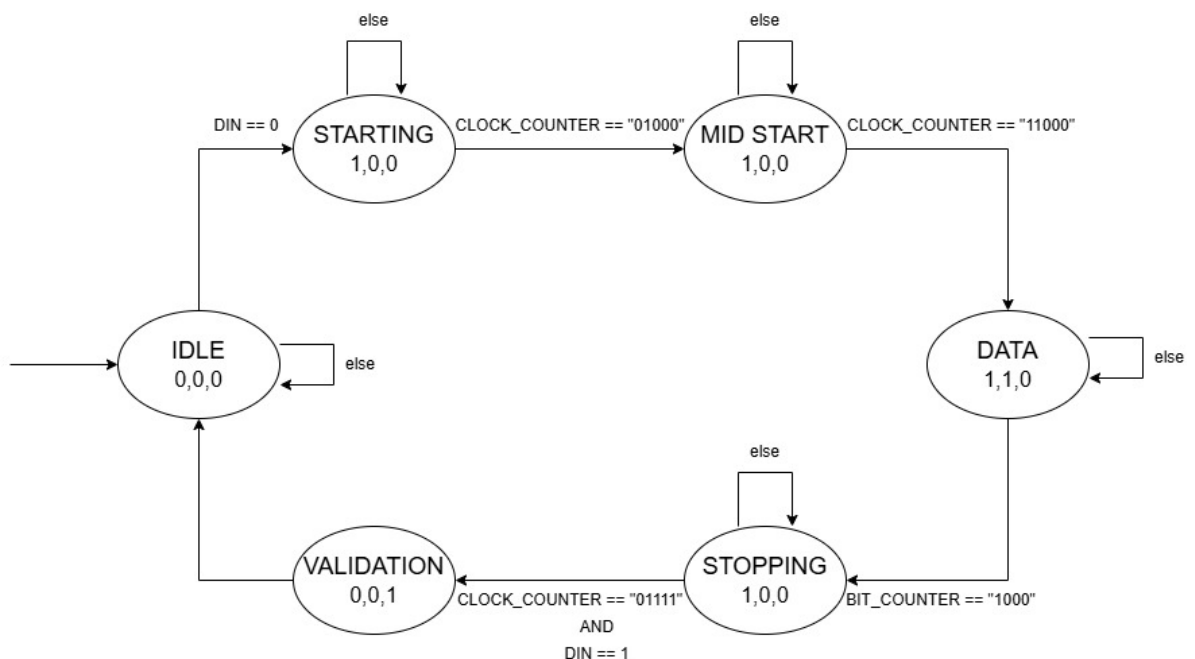 else
else
DIN == 0
STARTING
1,0,0
CLOCK_COUNTER == "01000"
MID START
1,0,0
CLOCK_COUNTER == "11000"
IDLE
0,0,0
else
DATA
1,1,0
else
else
VALIDATION
0,0,1
CLOCK_COUNTER == "01111"
AND
DIN == 1
STOPPING
1,0,0
BIT_COUNTER == "1000"